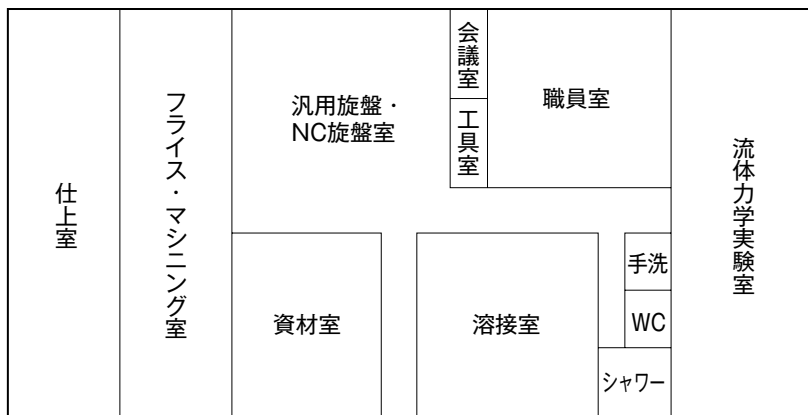 仕上室
フライス・マシニング室
汎用旋盤・
NC旋盤室
会議室
工具室
職員室
流体力学実験室
資材室
溶接室
手洗
WC
シャワー